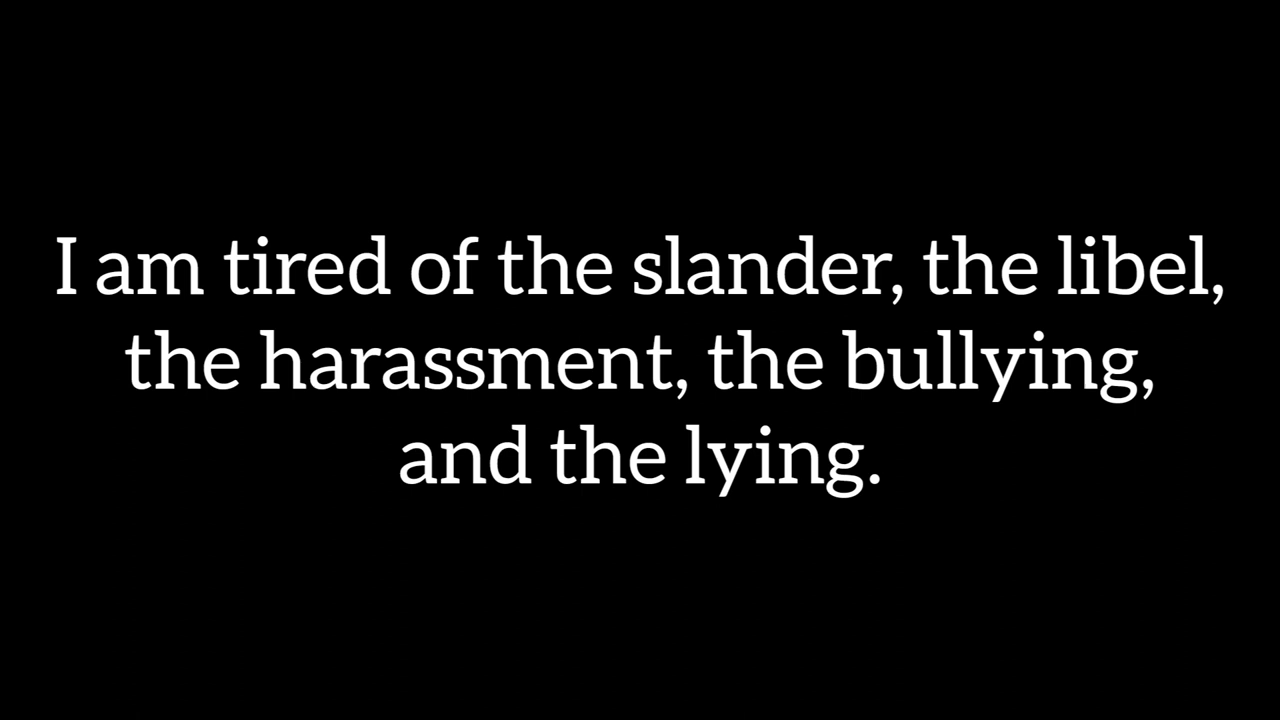 I am tired of the slander, the libel,
the harassment, the bullying,
and the lying.